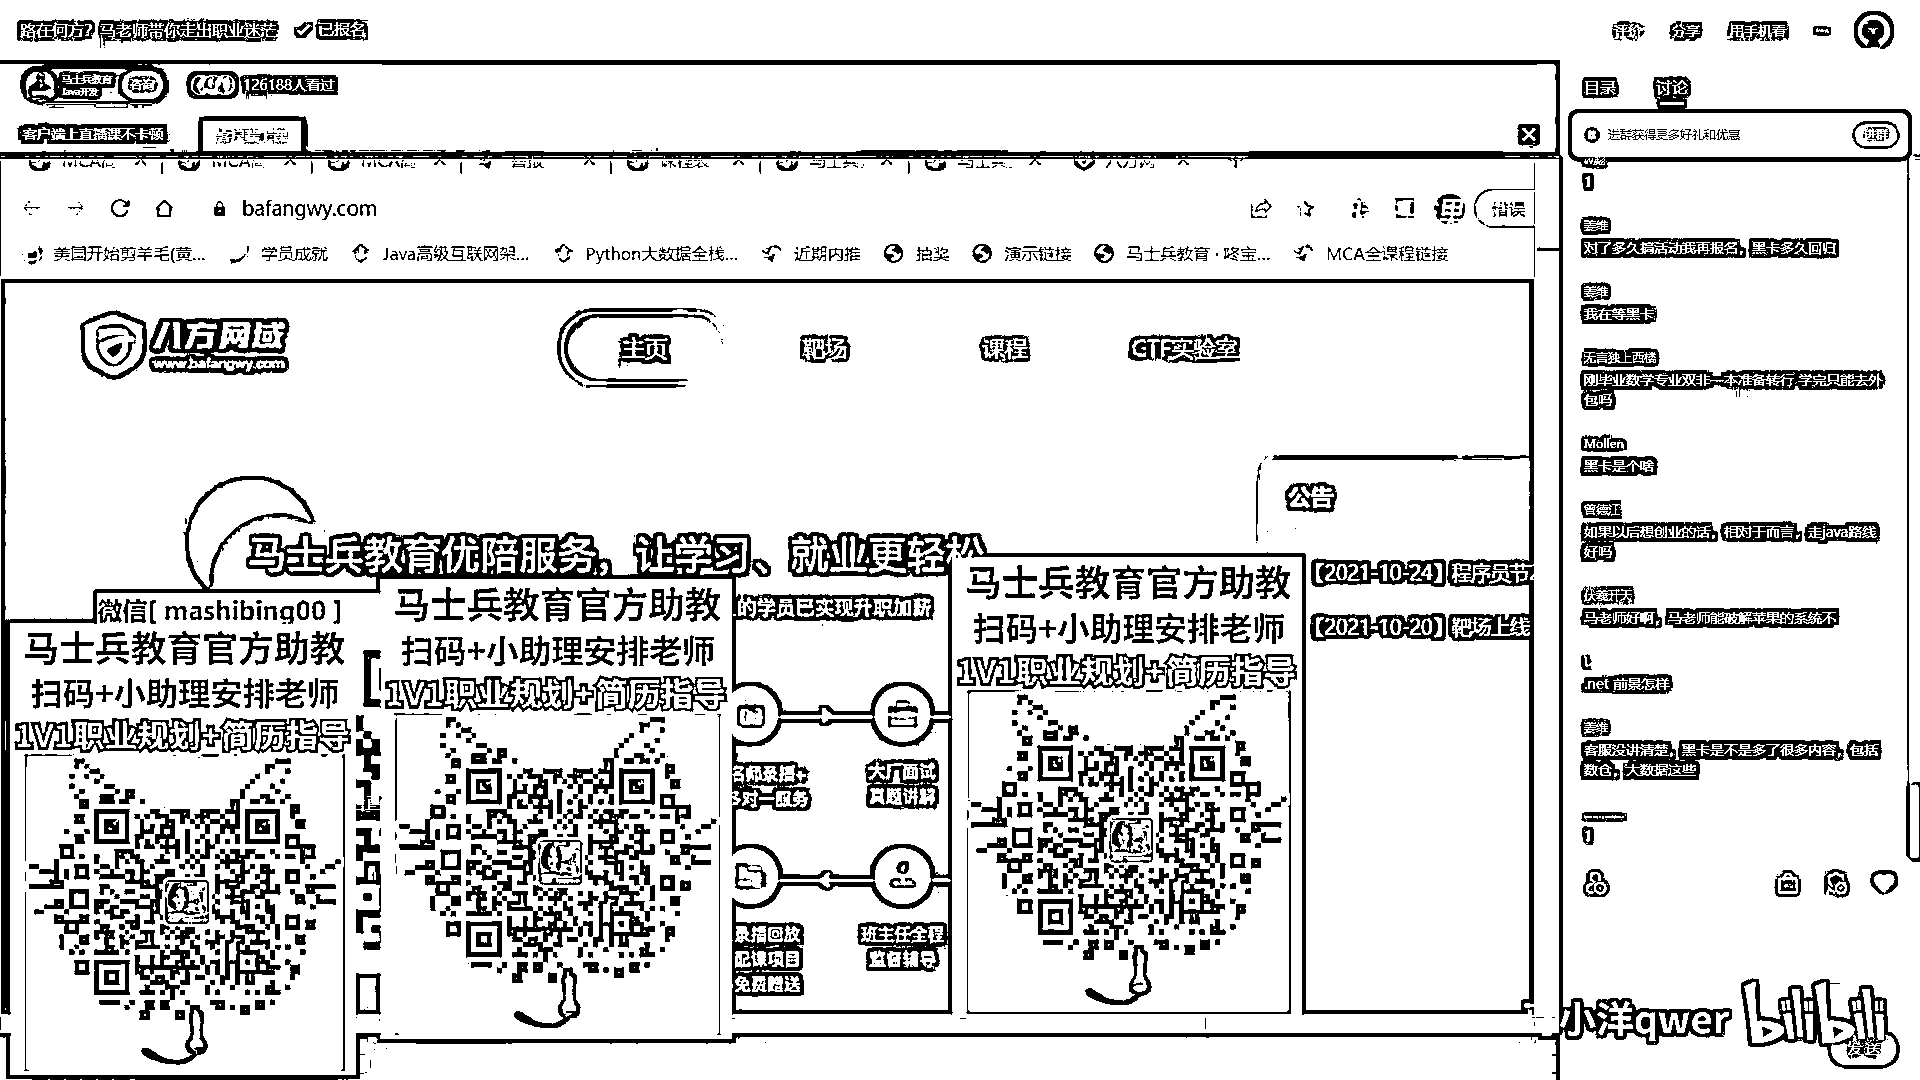 路在何方？马老师带你走出职业迷茫 已报名
评价 分享 用手机看
马士兵教育
Java开发
咨询
126188人看过
目录 讨论
客户端上直播课不卡顿
进群获得更多好礼和优惠
进群
MCA高 MCA高 MCA高 喜报 课程表 马士兵 马士兵 八方网
bafangwy.com
错误
美国开始剪羊毛(黄... 学员成就 Java高级互联网架... Python大数据全栈... 近期内推 抽奖 演示链接 马士兵教育 · 咚宝... MCA全课程链接
八方网域
www.bafangwy.com
主页 靶场 课程 CTF实验室
公告
马士兵教育优陪服务，让学习、就业更轻松
【2021-10-24】程序员节
【2021-10-20】靶场上线
的学员已实现升职加薪
微信[ mashibing00 ]
马士兵教育官方助教
扫码+小助理安排老师
1V1职业规划+简历指导
马士兵教育官方助教
扫码+小助理安排老师
1V1职业规划+简历指导
马士兵教育官方助教
扫码+小助理安排老师
1V1职业规划+简历指导
名师录播+
多对一服务
大厂面试
真题讲解
录播回放
配课项目
免费赠送
班主任全程
监督辅导
1
姜维
对了多久搞活动我再报名，黑卡多久回归
姜维
我在等黑卡
无言独上西楼
刚毕业数学专业双非一本准备转行 学完只能去外
包吗
Mollen
黑卡是个啥
管德江
如果以后想创业的话，相对于而言，走java路线
好吗
伏羲开天
马老师好啊，马老师能破解苹果的系统不
t
.net 前景怎样
姜维
客服没讲清楚，黑卡是不是多了很多内容，包括
数仓，大数据这些
1
小洋qwer bilibili
发送